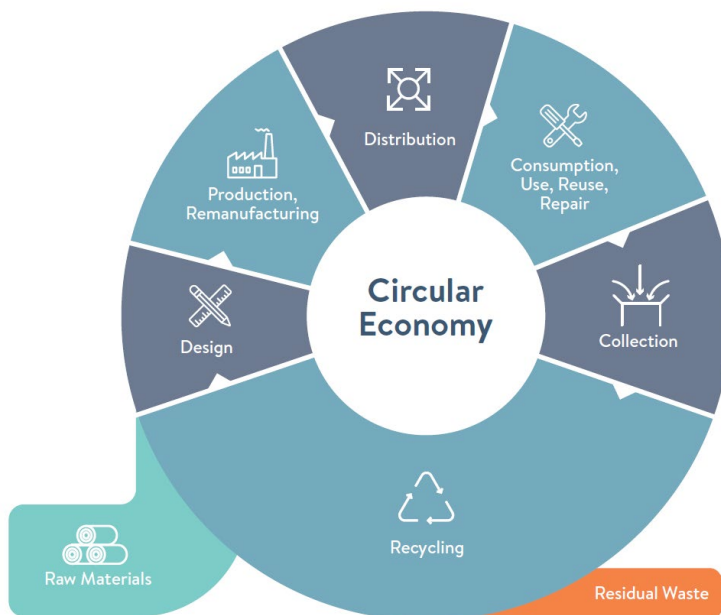 Distribution
Consumption,
Use, Reuse,
Repair
Production,
Remanufacturing
Circular
Economy
Design
Collection
Recycling
Raw Materials
Residual Waste